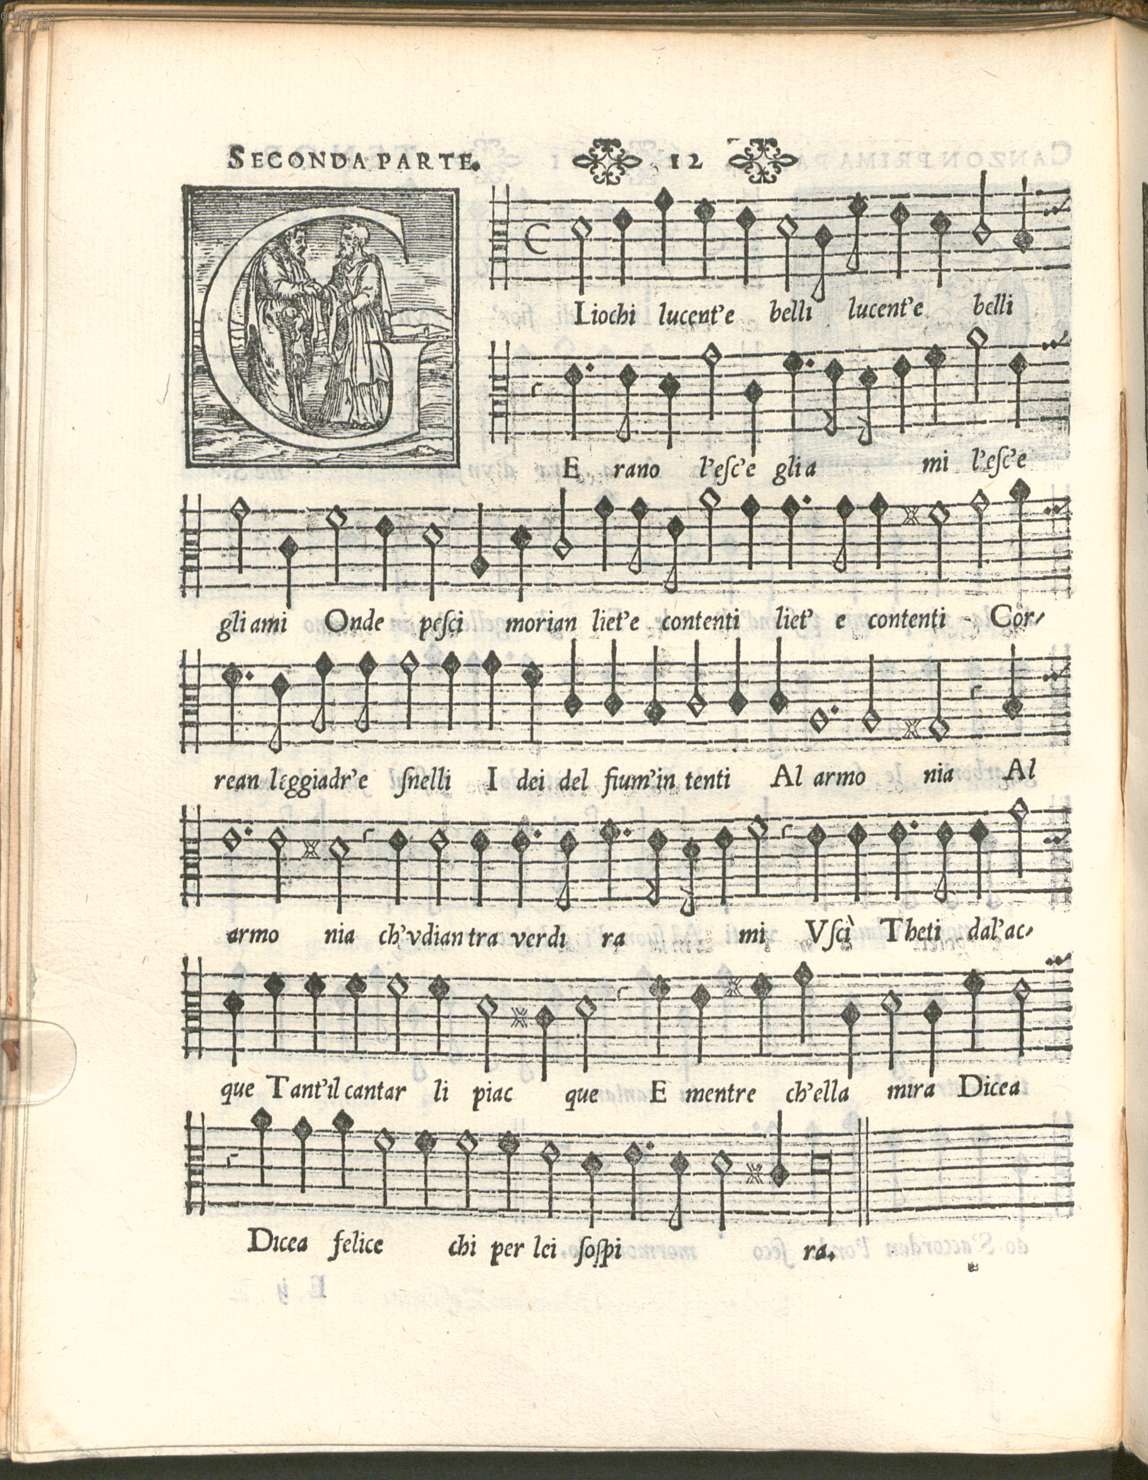 SECONDA PARTE. 12
G
Liochi lucent'e belli lucent'e belli
E rano l'esc'e gli a mi l'esc'e
gli ami Onde pesci morian liet'e contenti liet' e contenti Cor-
rean leggiadr'e snelli I dei del fium'in tenti Al armo nia Al
armo nia ch'vdian tra verdi ra mi Vscì Theti dal'ac-
que Tant'il cantar li piac que E mentre ch'ella mira Dicea
Dicea felice chi per lei sospi ra.